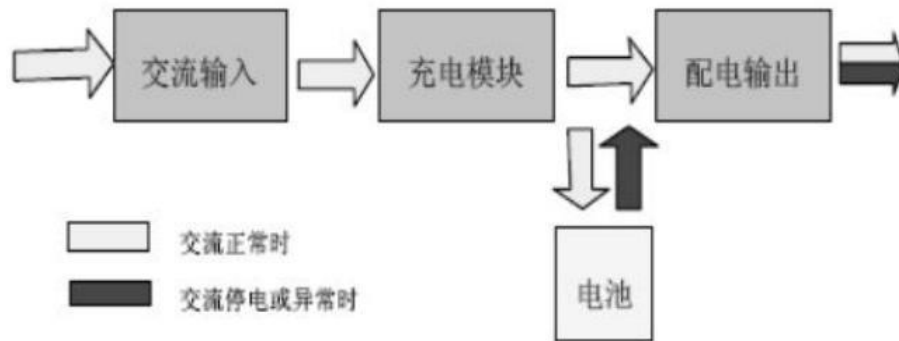 交流输入
充电模块
配电输出
交流正常时
交流停电或异常时
电池